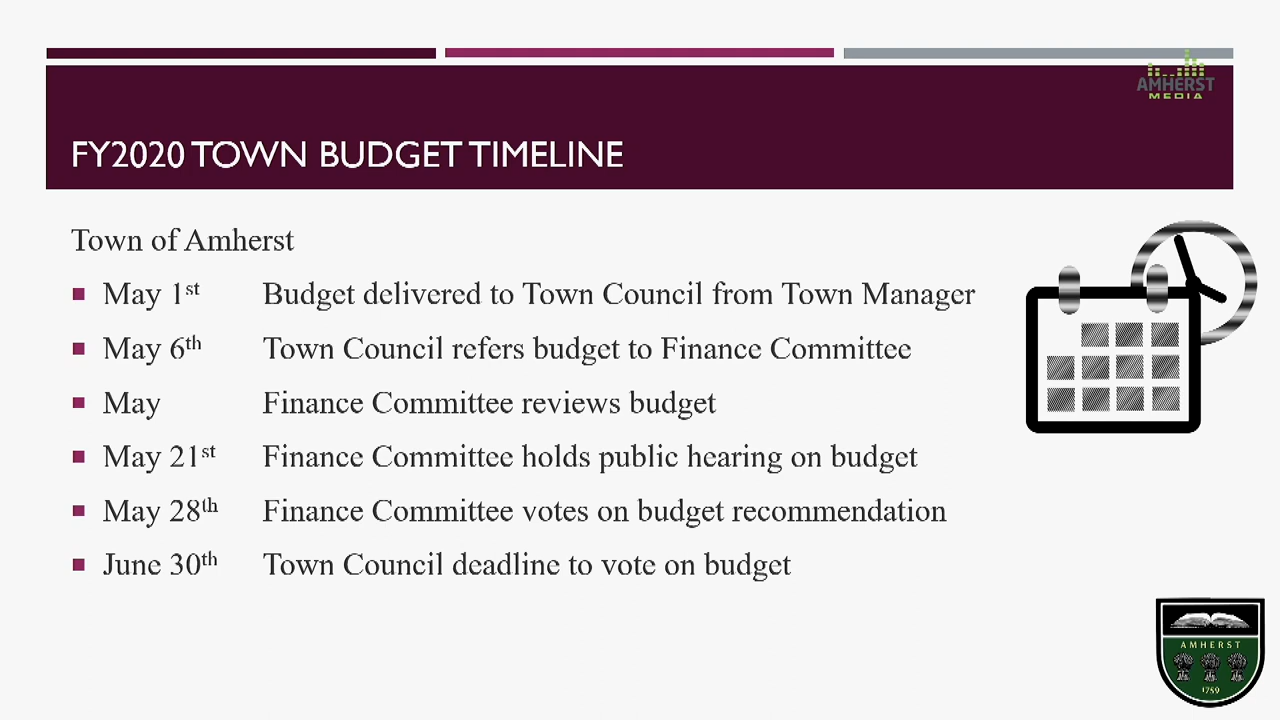 AMHERST
MEDIA
FY2020 TOWN BUDGET TIMELINE
Town of Amherst
May 1st Budget delivered to Town Council from Town Manager
May 6th Town Council refers budget to Finance Committee
May Finance Committee reviews budget
May 21st Finance Committee holds public hearing on budget
May 28th Finance Committee votes on budget recommendation
June 30th Town Council deadline to vote on budget
AMHERST
1759